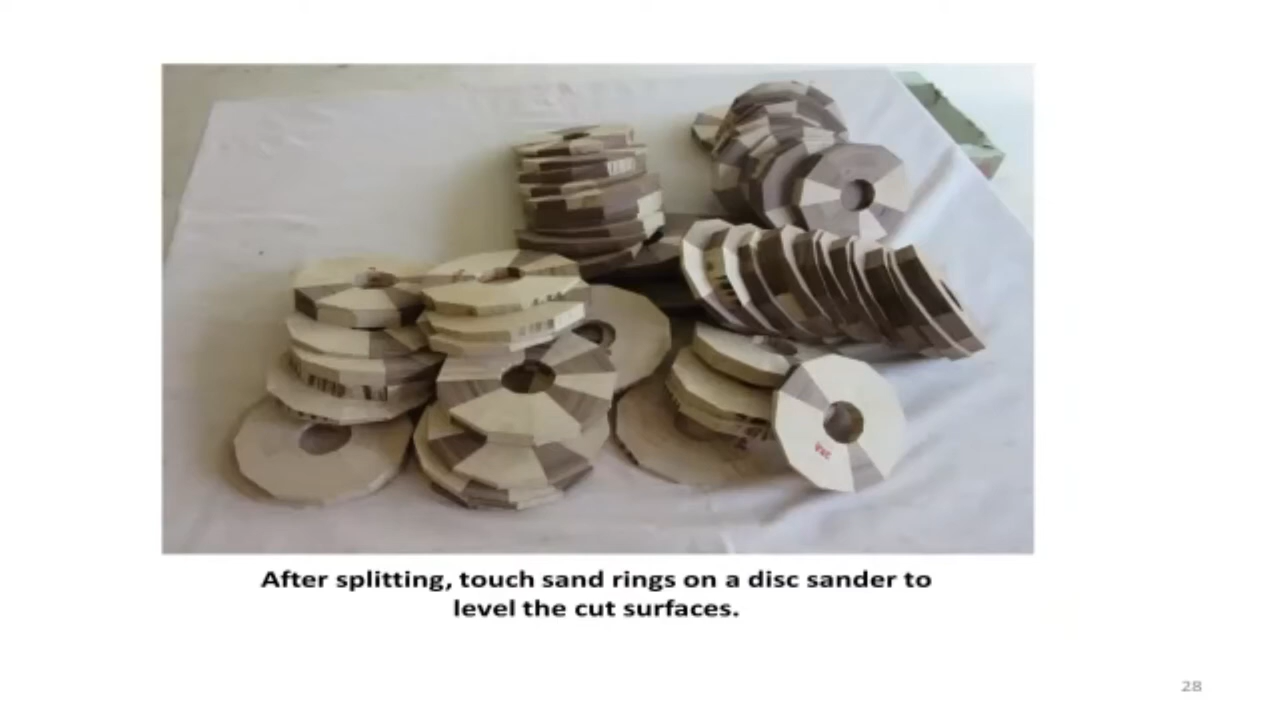 After splitting, touch sand rings on a disc sander to
level the cut surfaces.
28